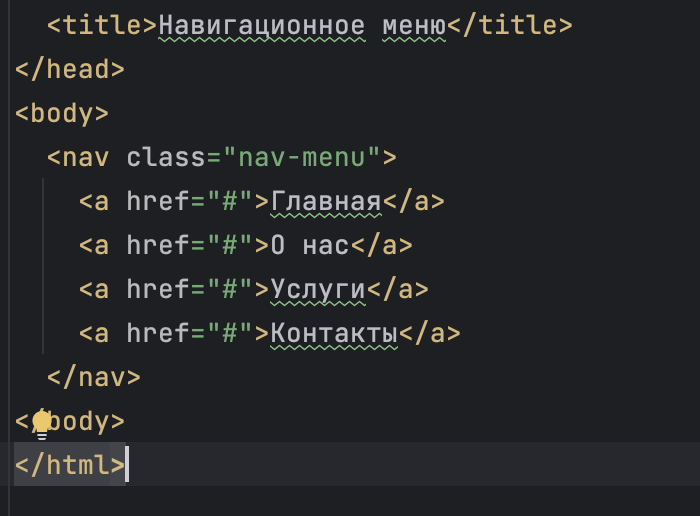 <title>Навигационное меню</title>
</head>
<body>
<nav class="nav-menu">
<a href="#">Главная</a>
<a href="#">О нас</a>
<a href="#">Услуги</a>
<a href="#">Контакты</a>
</nav>
</body>
</html>